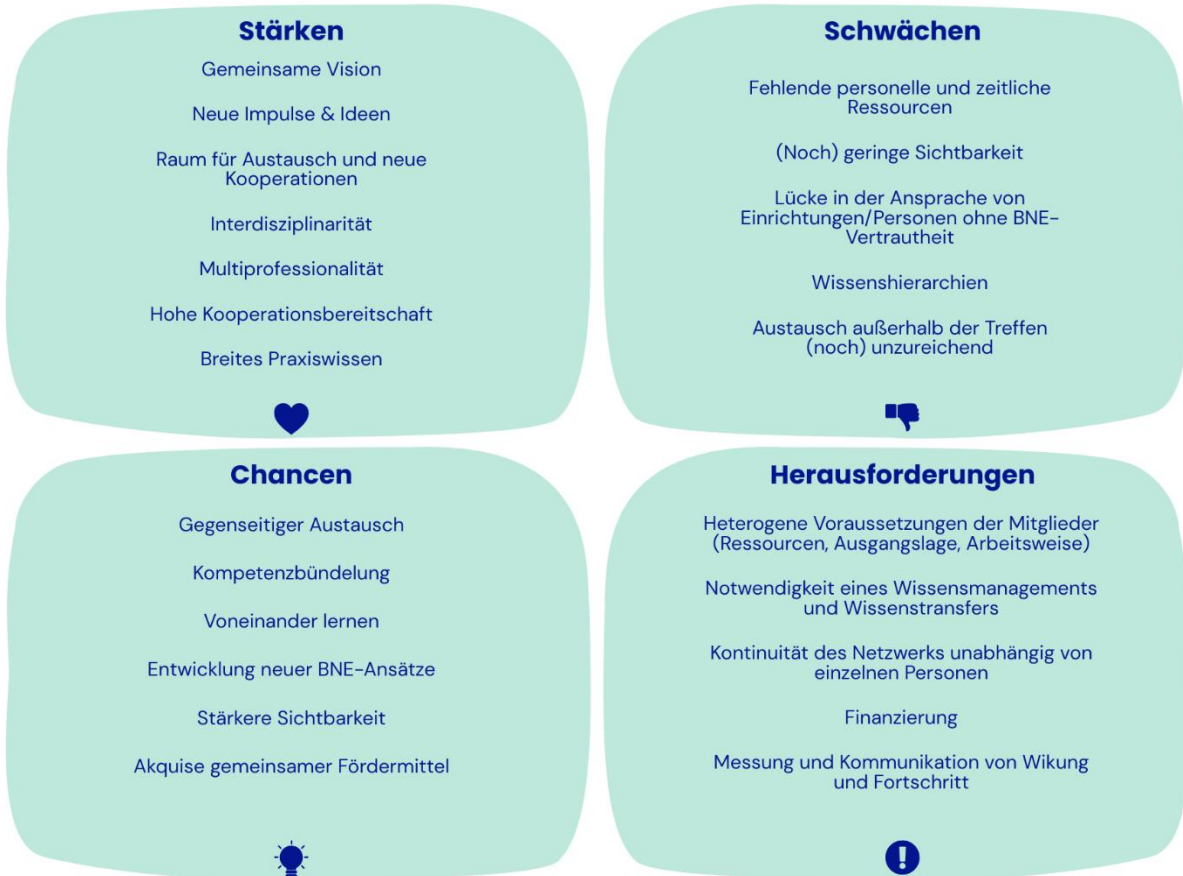 Stärken
Gemeinsame Vision
Neue Impulse & Ideen
Raum für Austausch und neue
Kooperationen
Interdisziplinarität
Multiprofessionalität
Hohe Kooperationsbereitschaft
Breites Praxiswissen
Schwächen
Fehlende personelle und zeitliche
Ressourcen
(Noch) geringe Sichtbarkeit
Lücke in der Ansprache von
Einrichtungen/Personen ohne BNE-
Vertrautheit
Wissenshierarchien
Austausch außerhalb der Treffen
(noch) unzureichend
Chancen
Gegenseitiger Austausch
Kompetenzbündelung
Voneinander lernen
Entwicklung neuer BNE-Ansätze
Stärkere Sichtbarkeit
Akquise gemeinsamer Fördermittel
Herausforderungen
Heterogene Voraussetzungen der Mitglieder
(Ressourcen, Ausgangslage, Arbeitsweise)
Notwendigkeit eines Wissensmanagements
und Wissenstransfers
Kontinuität des Netzwerks unabhängig von
einzelnen Personen
Finanzierung
Messung und Kommunikation von Wikung
und Fortschritt